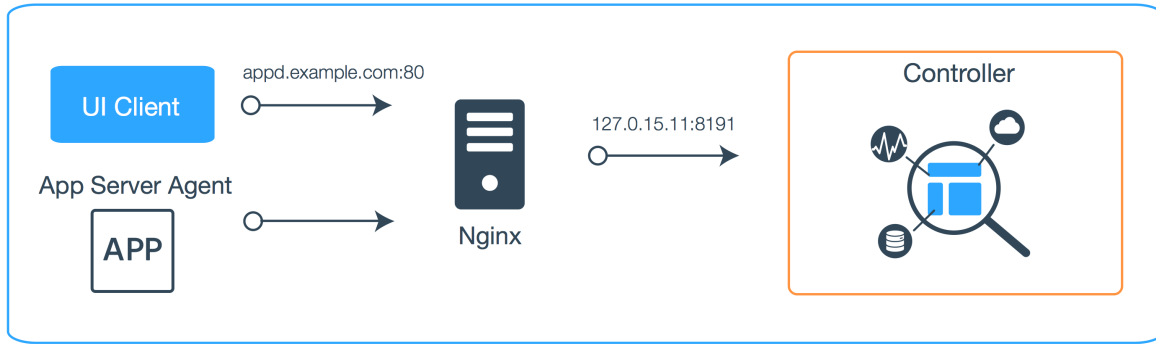 appd.example.com:80
UI Client
Controller
127.0.15.11:8191
App Server Agent
APP
Nginx